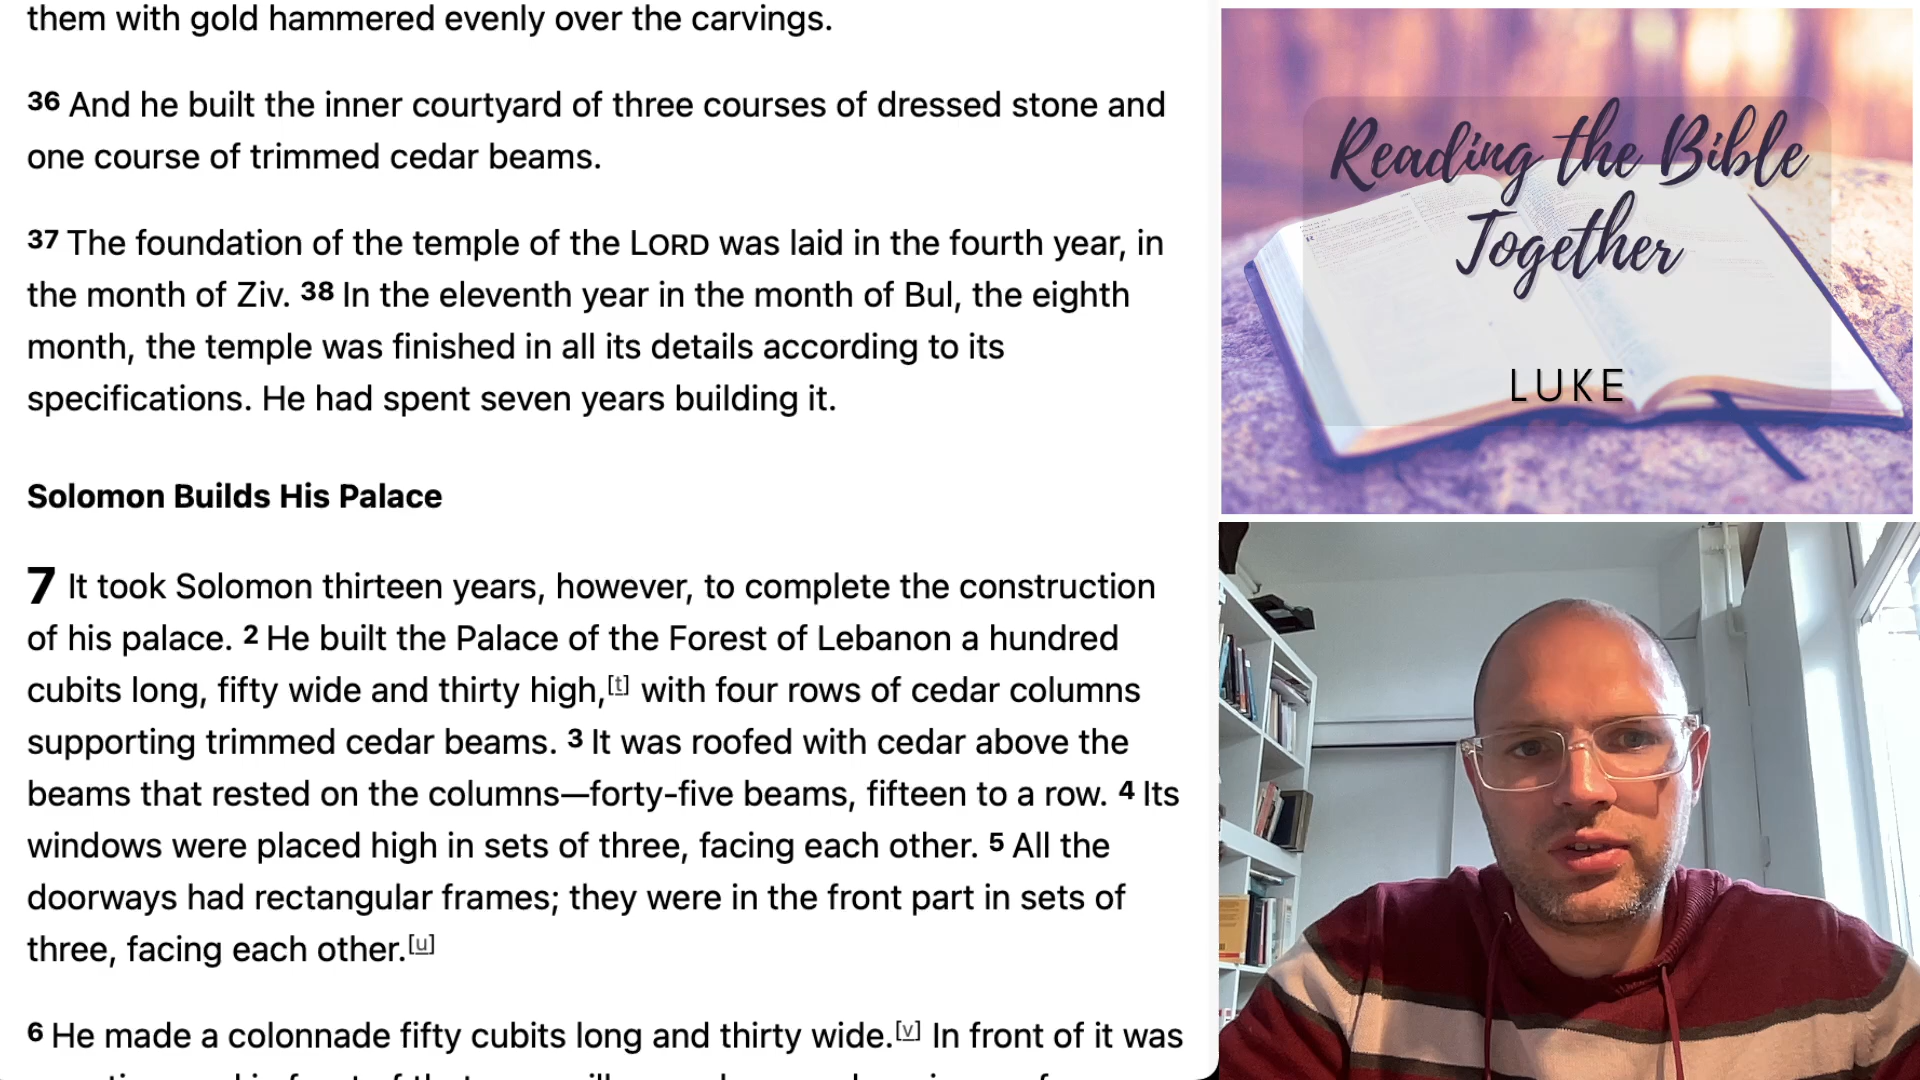 them with gold hammered evenly over the carvings.
36 And he built the inner courtyard of three courses of dressed stone and
one course of trimmed cedar beams.
37 The foundation of the temple of the LORD was laid in the fourth year, in
the month of Ziv. 38 In the eleventh year in the month of Bul, the eighth
month, the temple was finished in all its details according to its
specifications. He had spent seven years building it.
Solomon Builds His Palace
7 It took Solomon thirteen years, however, to complete the construction
of his palace. 2 He built the Palace of the Forest of Lebanon a hundred
cubits long, fifty wide and thirty high,[t] with four rows of cedar columns
supporting trimmed cedar beams. 3 It was roofed with cedar above the
beams that rested on the columns—forty-five beams, fifteen to a row. 4 Its
windows were placed high in sets of three, facing each other. 5 All the
doorways had rectangular frames; they were in the front part in sets of
three, facing each other.[u]
6 He made a colonnade fifty cubits long and thirty wide.[v] In front of it was
Reading the Bible
Together
LUKE